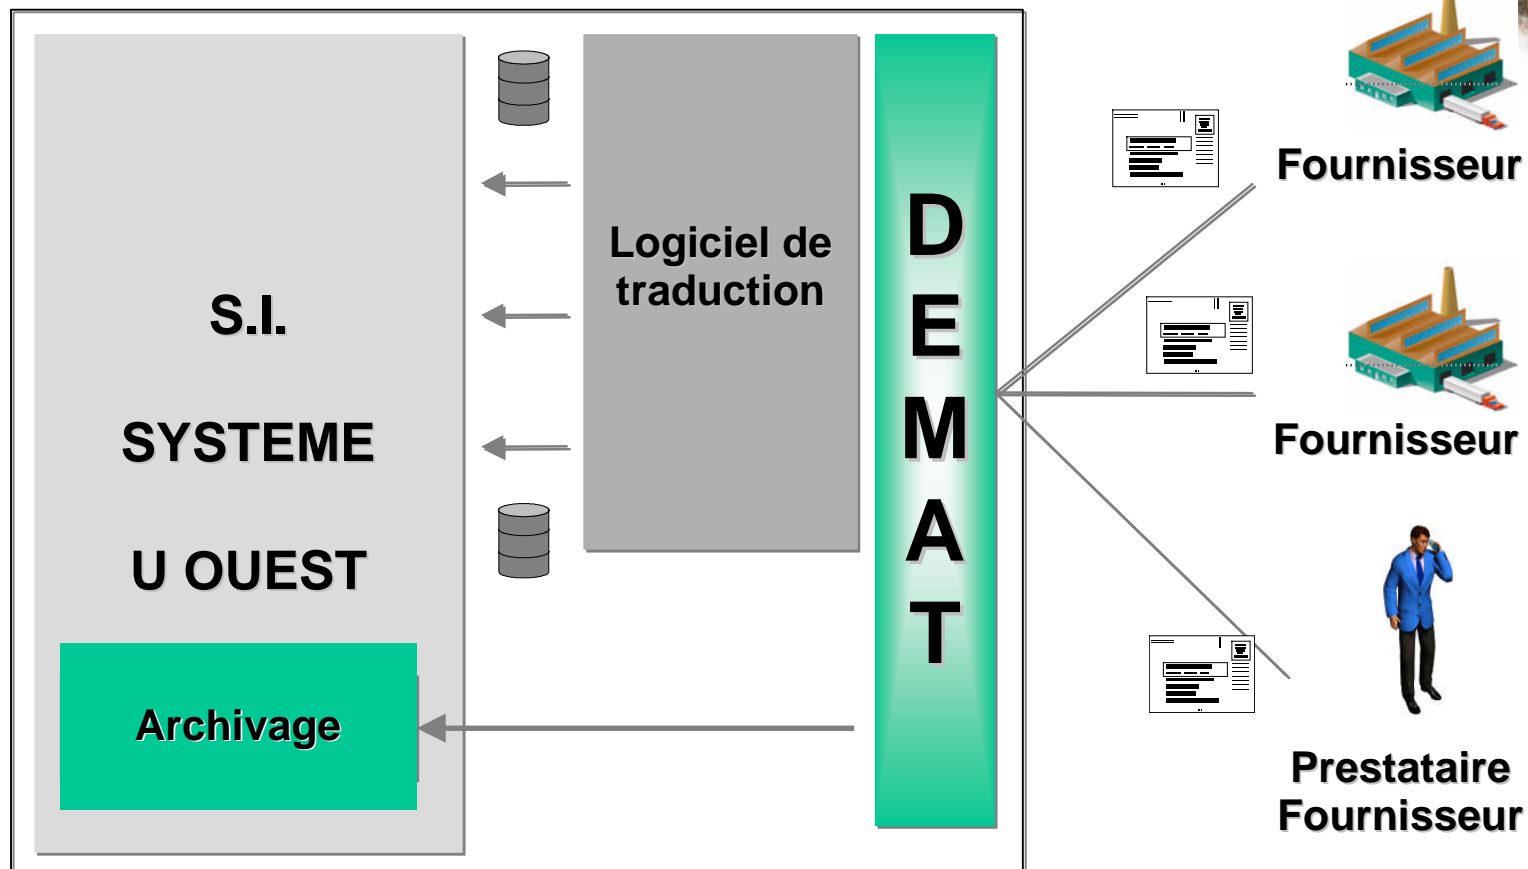 S.I.
SYSTEME
U OUEST
Archivage
Logiciel de
traduction
D
E
M
A
T
Fournisseur
Fournisseur
Prestataire
Fournisseur